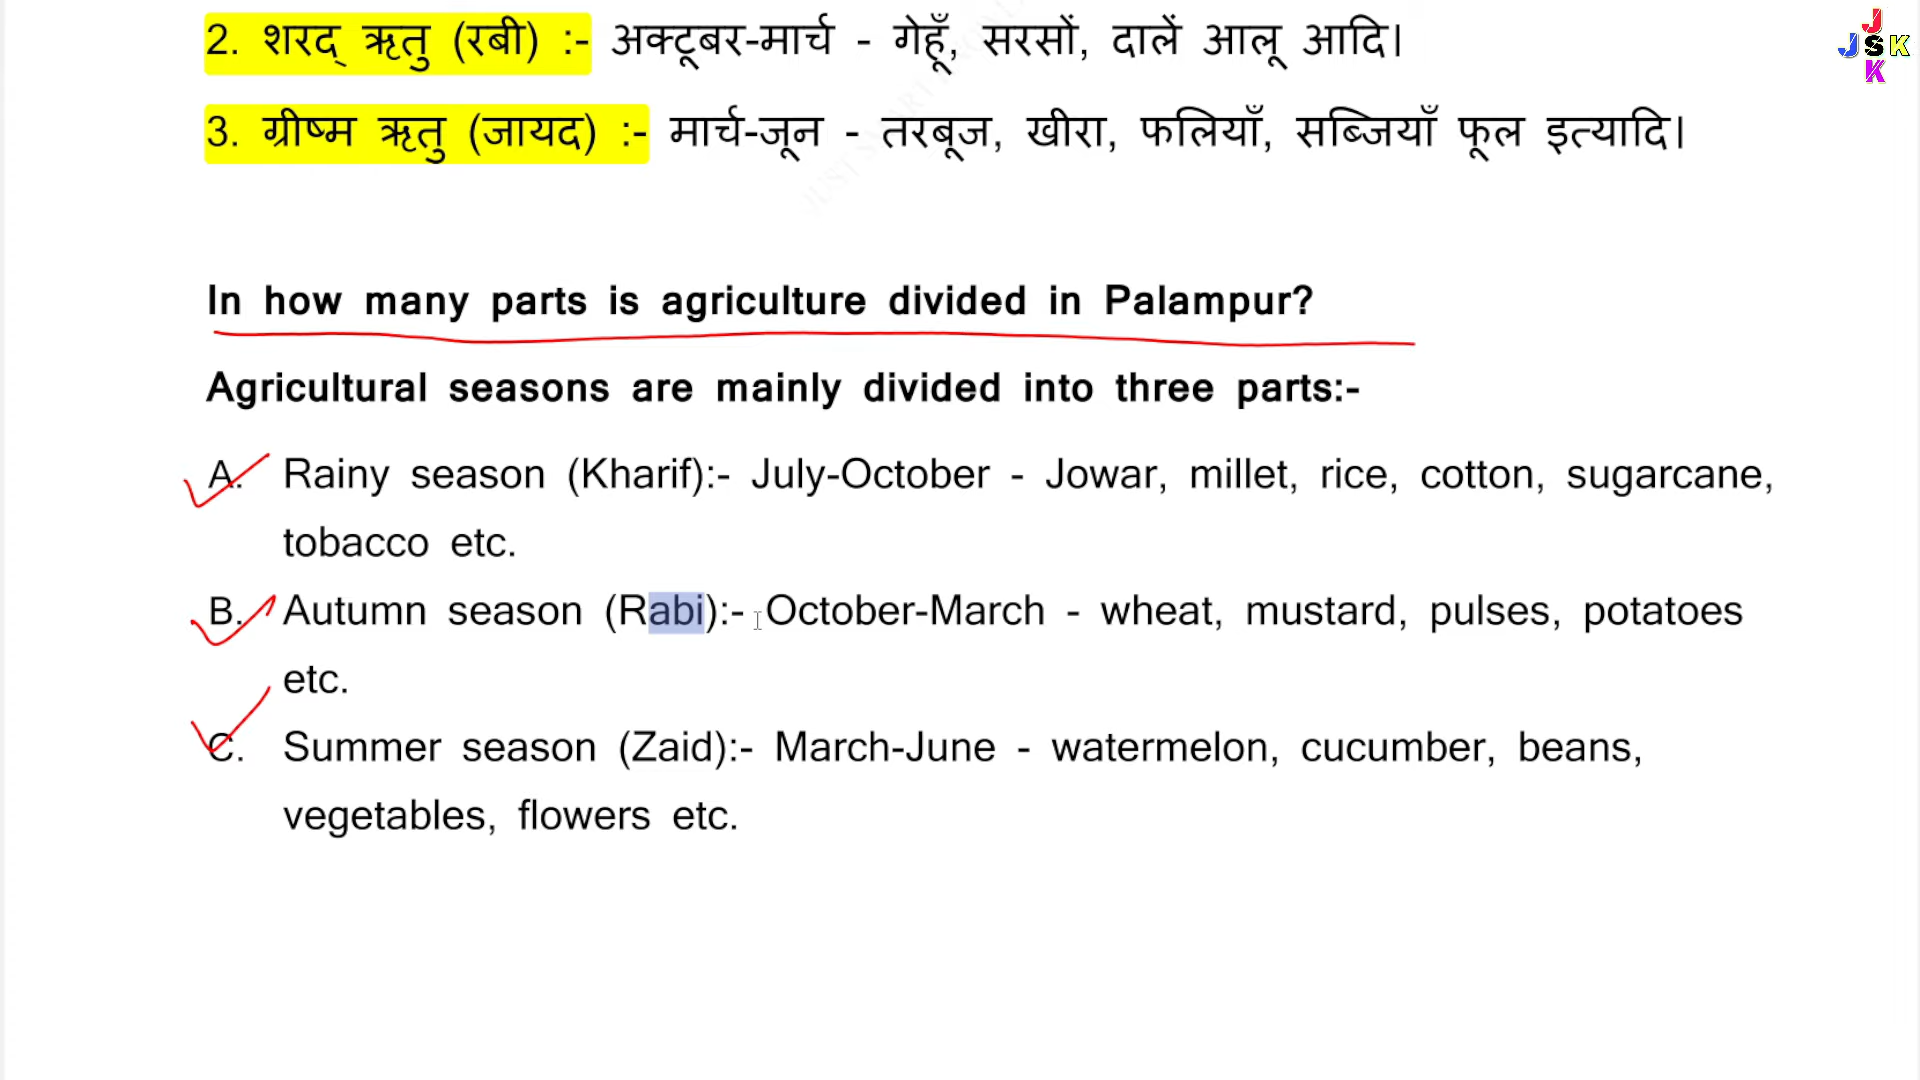 2. शरद् ऋतु (रबी) :- अक्टूबर-मार्च - गेहूँ, सरसों, दालें आलू आदि।
3. ग्रीष्म ऋतु (जायद) :- मार्च-जून - तरबूज, खीरा, फलियाँ, सब्जियाँ फूल इत्यादि।
In how many parts is agriculture divided in Palampur?
Agricultural seasons are mainly divided into three parts:-
A. Rainy season (Kharif):- July-October - Jowar, millet, rice, cotton, sugarcane,
tobacco etc.
B. Autumn season (Rabi):- October-March - wheat, mustard, pulses, potatoes
etc.
C. Summer season (Zaid):- March-June - watermelon, cucumber, beans,
vegetables, flowers etc.
J
JSK
K